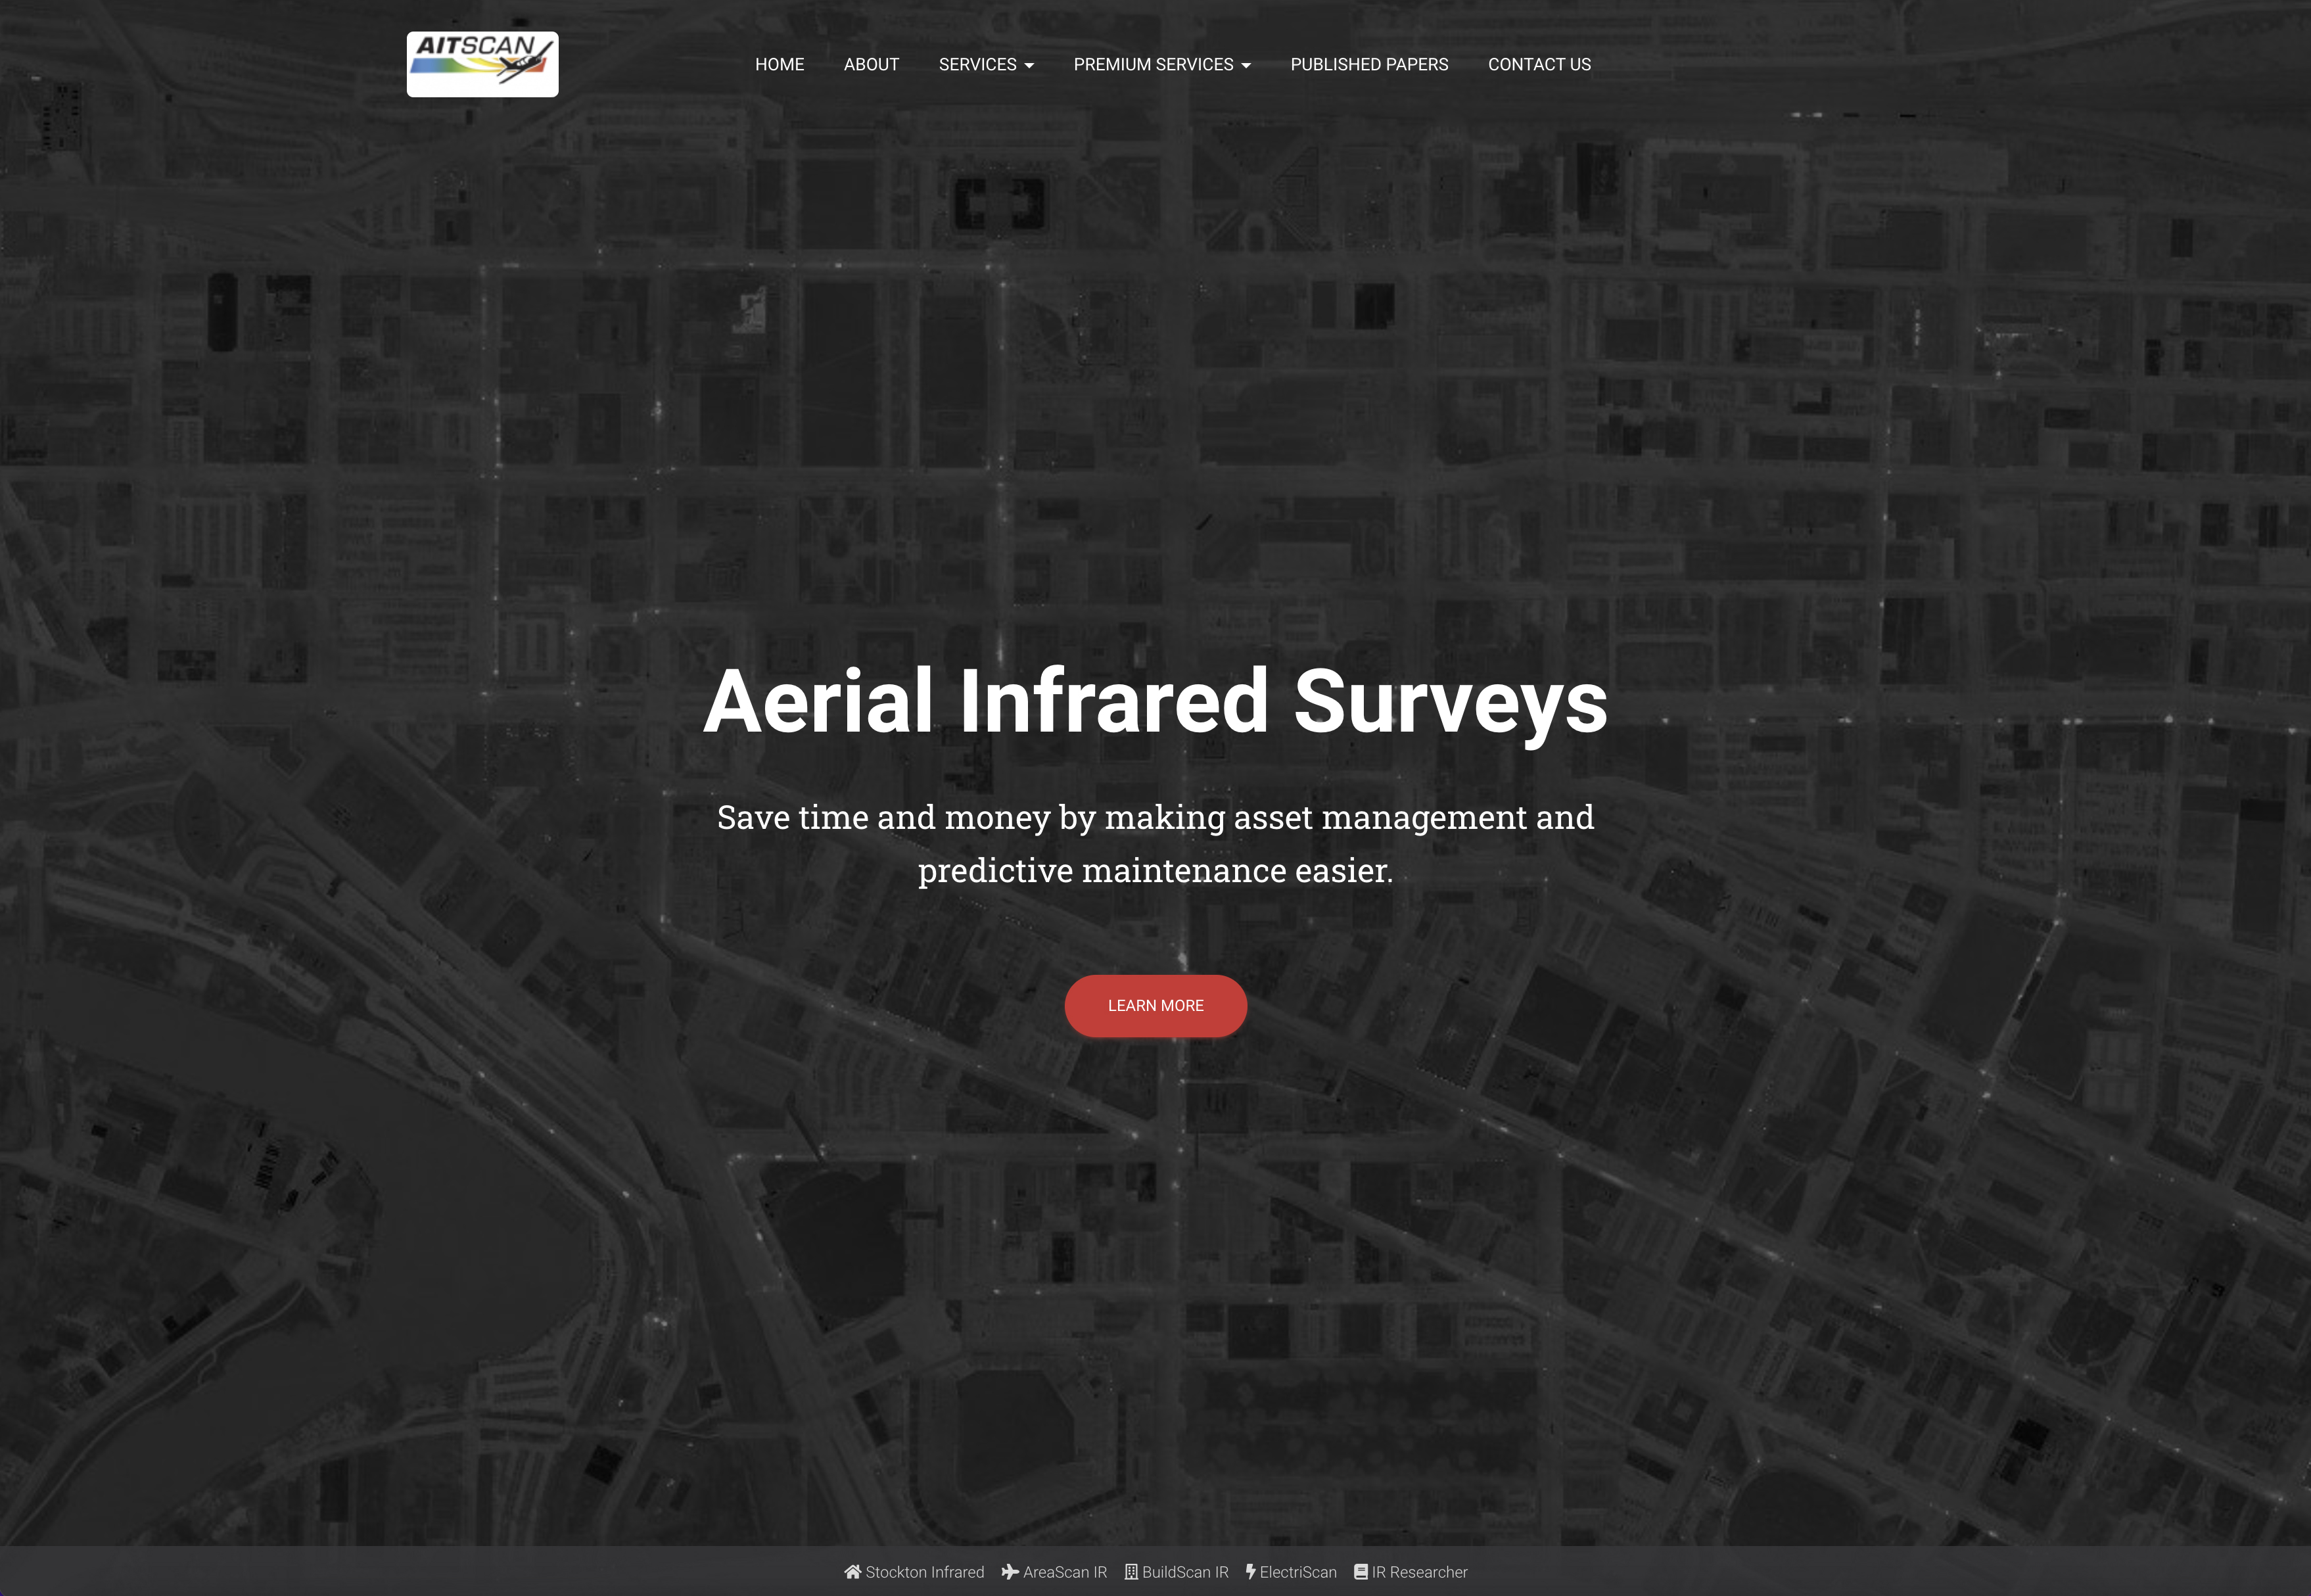 AITSCAN
HOME ABOUT SERVICES PREMIUM SERVICES PUBLISHED PAPERS CONTACT US
Aerial Infrared Surveys
Save time and money by making asset management and
predictive maintenance easier.
LEARN MORE
Stockton Infrared AreaScan IR BuildScan IR ElectriScan IR Researcher